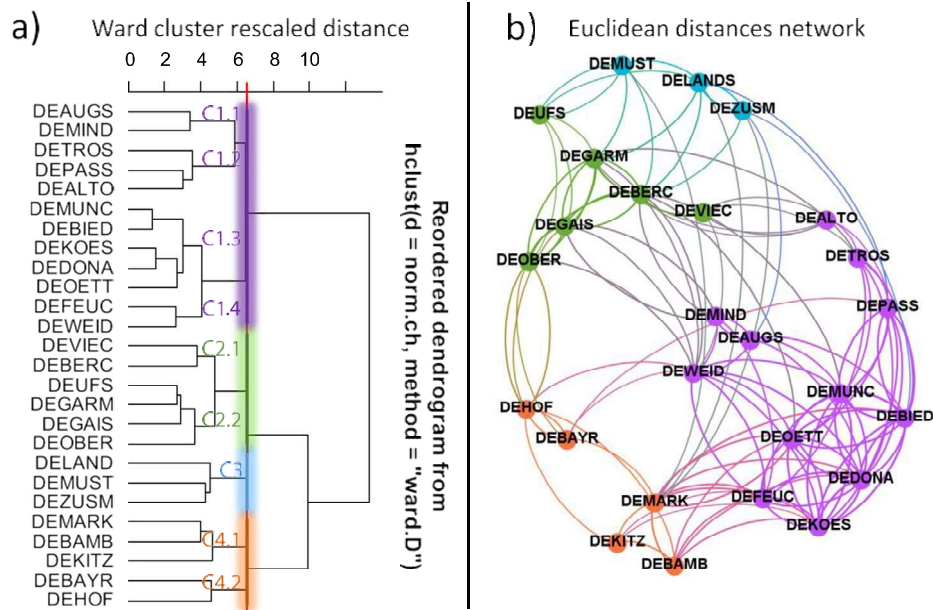 a)
Ward cluster rescaled distance
0 2 4 6 8 10
DEAUGS
DEMIND
DETROS
DEPASS
DEALTO
DEMUNC
DEBIED
DEKOES
DEDONA
DEOETT
DEFEUC
DEWEID
DEVIEC
DEBERC
DEUFS
DEGARM
DEGAIS
DEOBER
DELAND
DEMUST
DEZUSM
DEMARK
DEBAMB
DEKITZ
DEBAYR
DEHOF
C1.1
C1.2
C1.3
C1.4
C2.1
C2.2
C3
C4.1
C4.2
Reordered dendrogram from
hclust(d = norm.ch, method = "ward.D")
b)
Euclidean distances network
DEMUST
DELANDS
DEZUSM
DEUFS
DEGARM
DEBERC
DEVIEC
DEALTO
DEGAIS
DEOBER
DETROS
DEPASS
DEMIND
DEAUGS
DEWEID
DEMUNC
DEHOF
DEBIED
DEBAYR
DEOETT
DEDONA
DEMARK
DEFEUC
DEKOES
DEKITZ
DEBAMB